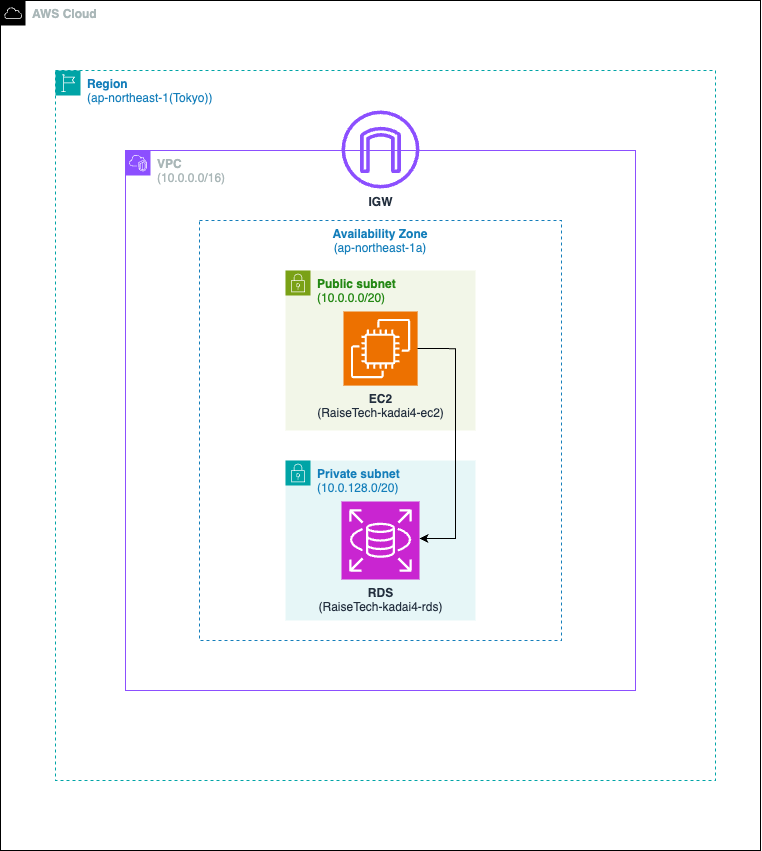 AWS Cloud
Region
(ap-northeast-1(Tokyo))
VPC
(10.0.0.0/16)
IGW
Availability Zone
(ap-northeast-1a)
Public subnet
(10.0.0.0/20)
EC2
(RaiseTech-kadai4-ec2)
Private subnet
(10.0.128.0/20)
RDS
(RaiseTech-kadai4-rds)